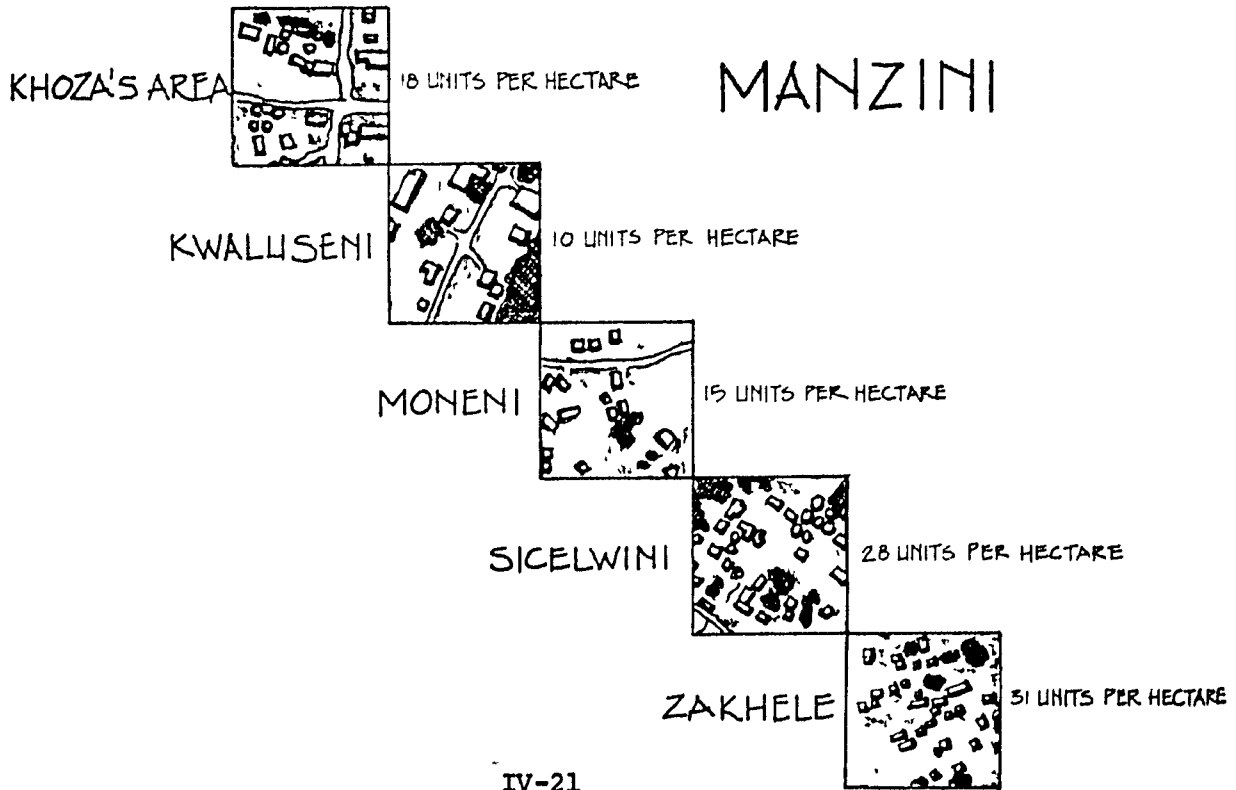 MANZINI
KHOZA'S AREA 18 UNITS PER HECTARE
KWALUSENI 10 UNITS PER HECTARE
MONENI 15 UNITS PER HECTARE
SICELWINI 28 UNITS PER HECTARE
ZAKHELE 31 UNITS PER HECTARE
IV-21